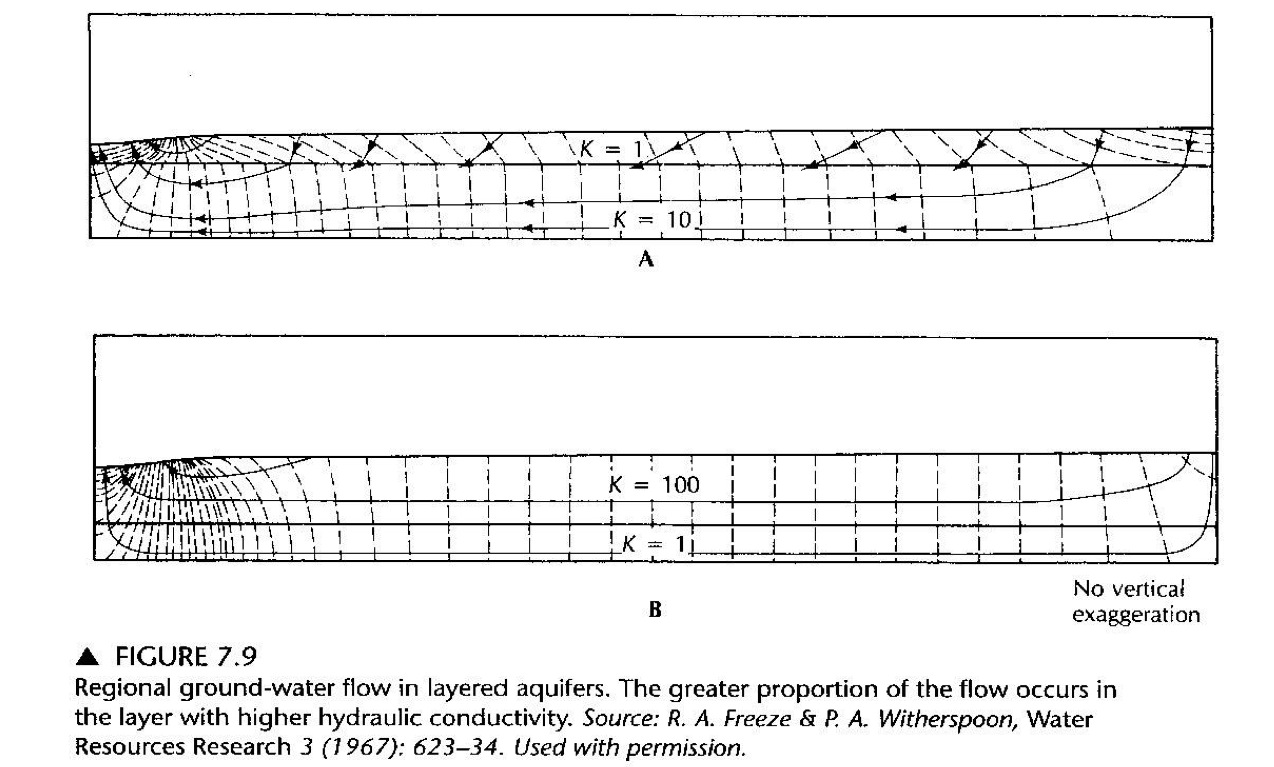 K = 1
K = 10
A
K = 100
K = 1
No vertical
exaggeration
B
▲ FIGURE 7.9
Regional ground-water flow in layered aquifers. The greater proportion of the flow occurs in
the layer with higher hydraulic conductivity. Source: R. A. Freeze & P. A. Witherspoon, Water
Resources Research 3 (1967): 623–34. Used with permission.